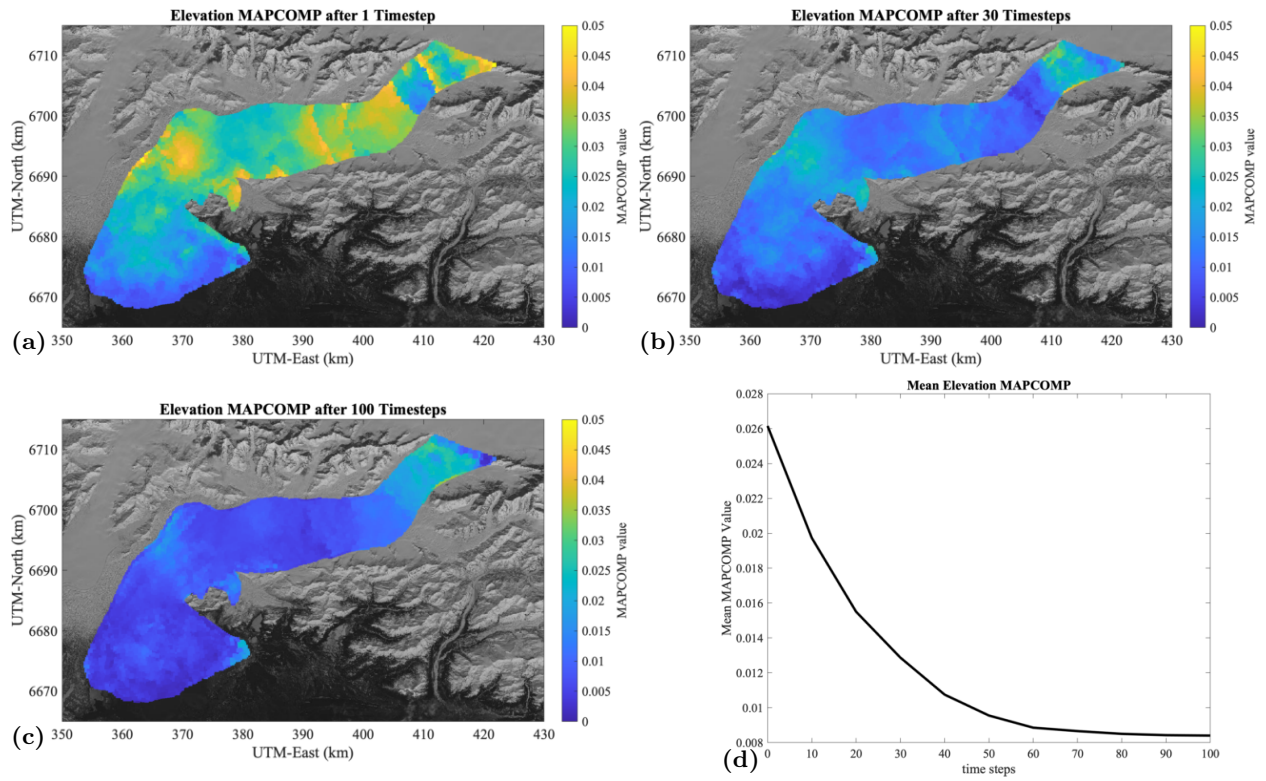 Elevation MAPCOMP after 1 Timestep
6710
6700
6690
6680
6670
UTM-North (km)
350 360 370 380 390 400 410 420 430
UTM-East (km)
0.05
0.045
0.04
0.035
0.03
0.025
0.02
0.015
0.01
0.005
0
MAPCOMP value
(a)
Elevation MAPCOMP after 30 Timesteps
6710
6700
6690
6680
6670
UTM-North (km)
350 360 370 380 390 400 410 420 430
UTM-East (km)
0.05
0.045
0.04
0.035
0.03
0.025
0.02
0.015
0.01
0.005
0
MAPCOMP value
(b)
Elevation MAPCOMP after 100 Timesteps
6710
6700
6690
6680
6670
UTM-North (km)
350 360 370 380 390 400 410 420 430
UTM-East (km)
0.05
0.045
0.04
0.035
0.03
0.025
0.02
0.015
0.01
0.005
0
MAPCOMP value
(c)
Mean Elevation MAPCOMP
0.028
0.026
0.024
0.022
0.02
0.018
0.016
0.014
0.012
0.01
0.008
Mean MAPCOMP Value
0 10 20 30 40 50 60 70 80 90 100
time steps
(d)